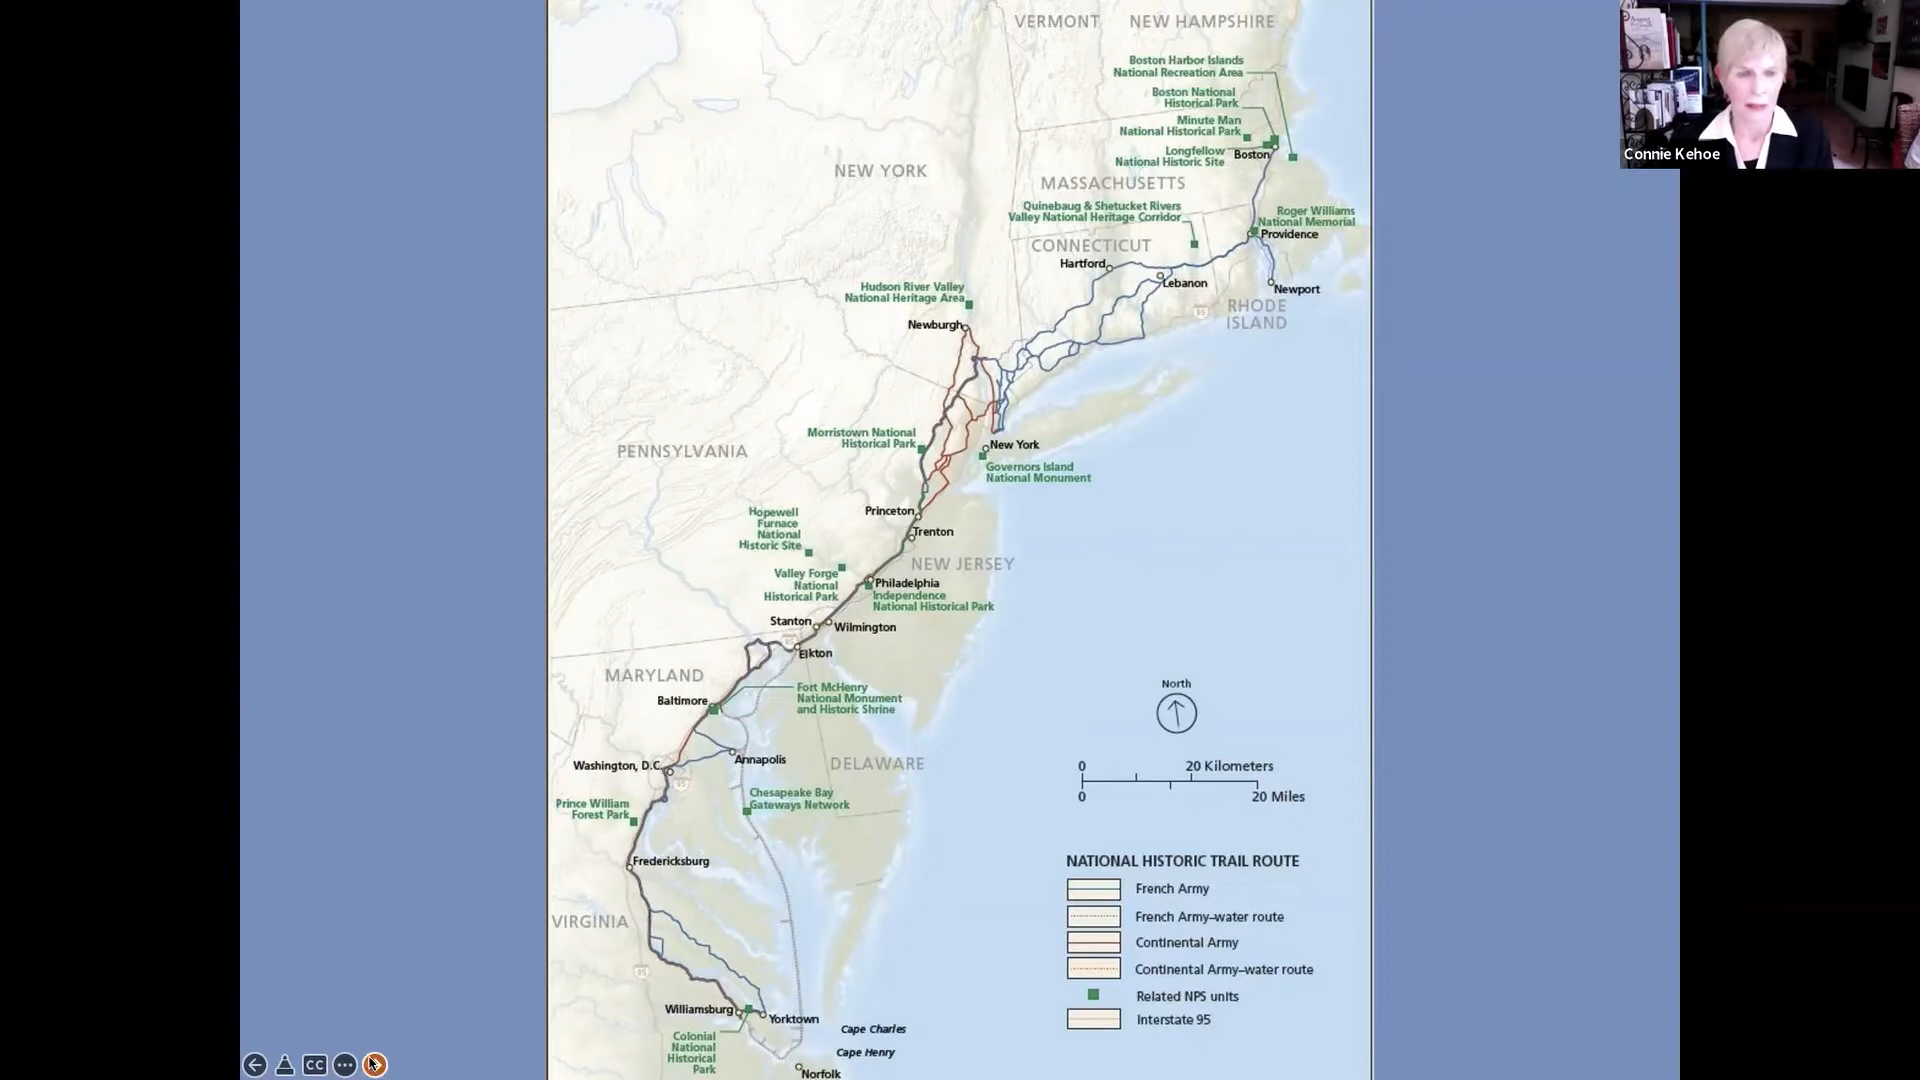 VERMONT
NEW HAMPSHIRE
Boston Harbor Islands
National Recreation Area
Boston National
Historical Park
Minute Man
National Historical Park
Longfellow
National Historic Site
Boston
Connie Kehoe
NEW YORK
MASSACHUSETTS
Quinebaug & Shetucket Rivers
Valley National Heritage Corridor
Roger Williams
National Memorial
Providence
CONNECTICUT
Hartford
Lebanon
Newport
RHODE
ISLAND
95
Hudson River Valley
National Heritage Area
Newburgh
Morristown National
Historical Park
PENNSYLVANIA
New York
Governors Island
National Monument
Princeton
Trenton
Hopewell
Furnace
National
Historic Site
NEW JERSEY
Valley Forge
National
Historical Park
Philadelphia
Independence
National Historical Park
Stanton
Wilmington
95
Elkton
MARYLAND
Fort McHenry
National Monument
and Historic Shrine
Baltimore
Annapolis
DELAWARE
Washington, D.C.
95
Chesapeake Bay
Gateways Network
Prince William
Forest Park
Fredericksburg
VIRGINIA
95
Williamsburg
Yorktown
Colonial
National
Historical
Park
Cape Charles
Cape Henry
Norfolk
North
0 20 Kilometers
0 20 Miles
NATIONAL HISTORIC TRAIL ROUTE
French Army
French Army–water route
Continental Army
Continental Army–water route
Related NPS units
Interstate 95
CC